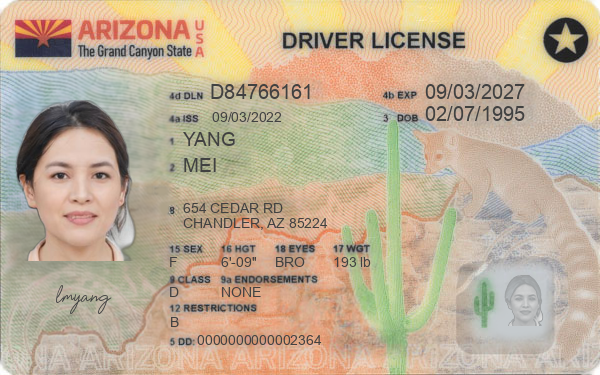 ARIZONA USA
The Grand Canyon State
DRIVER LICENSE
4d DLN D84766161
4b EXP 09/03/2027
4a ISS 09/03/2022
3 DOB 02/07/1995
1 YANG
2 MEI
8 654 CEDAR RD
CHANDLER, AZ 85224
15 SEX 16 HGT 18 EYES 17 WGT
F 6'-09" BRO 193 lb
9 CLASS 9a ENDORSEMENTS
D NONE
12 RESTRICTIONS
B
lmyang
5 DD: 0000000000002364
ONA ARIZONA ARIZONA ARIZONA ARIZONA AXIZ